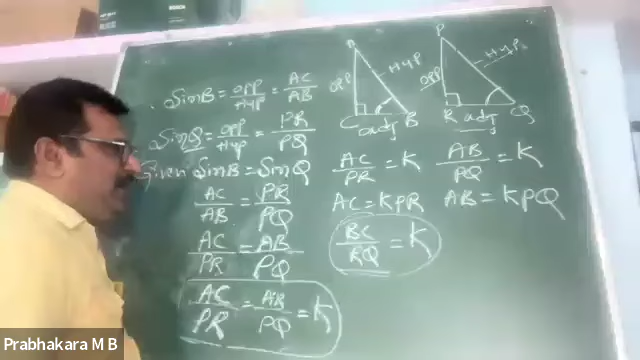 SinB = opp/Hyp = AC/AB
SinQ = opp/Hyp = PR/PQ
Given SinB = SinQ
AC/AB = PR/PQ
AC/PR = AB/PQ
AC/PR = AB/PQ = K
A
opp
Hyp
C adj B
P
opp
Hyp
R adj Q
AC/PR = K
AB/PQ = K
AC = KPR
AB = KPQ
BC/RQ = K
Prabhakara M B